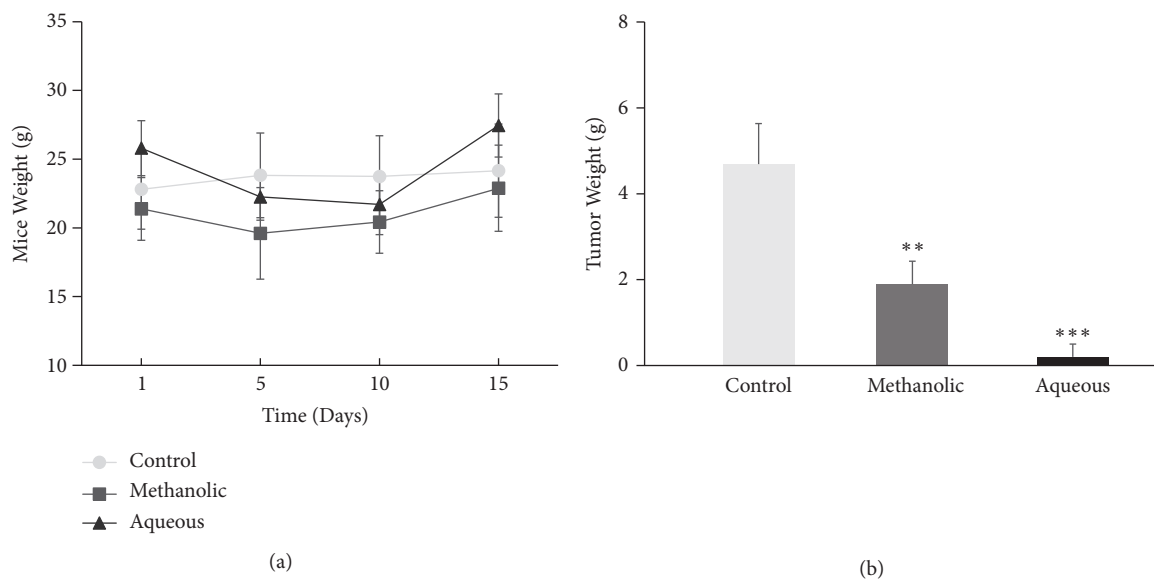 35
30
25
20
15
10
Mice Weight (g)
1 5 10 15
Time (Days)
Control
Methanolic
Aqueous
(a)
8
6
4
2
0
Tumor Weight (g)
**
***
Control Methanolic Aqueous
(b)